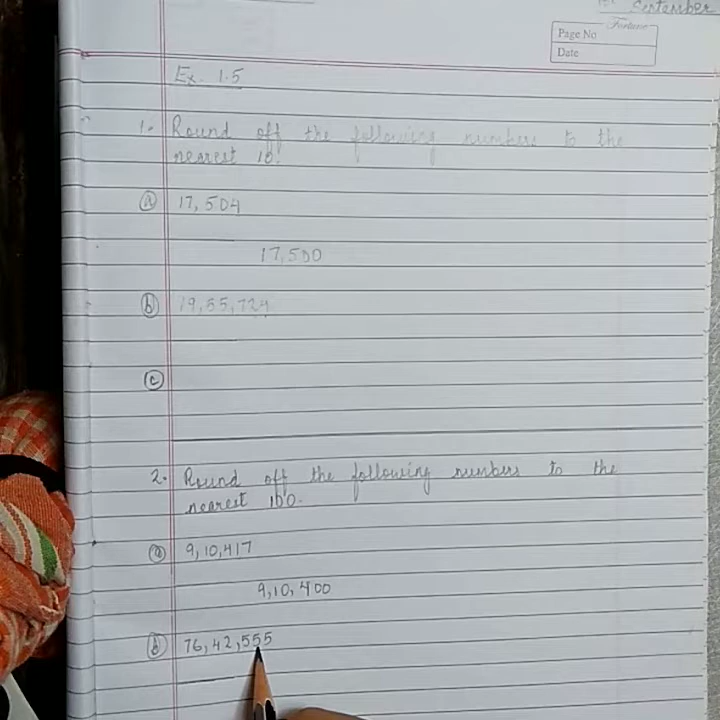 September
Fortune
Page No
Date
Ex. 1.5
1. Round off the following numbers to the
nearest 10.
(a) 17,504
17,500
(b) 19,55,724
(c)
2. Round off the following numbers to the
nearest 100.
(a) 9,10,417
9,10,400
(b) 76,42,555